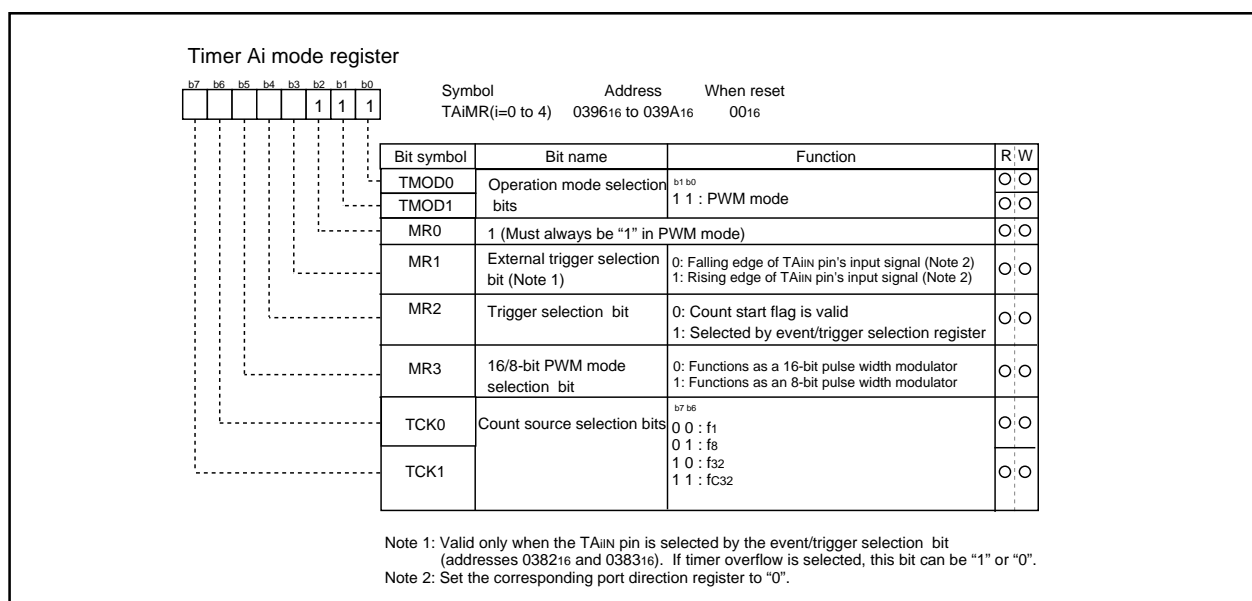 Timer Ai mode register
b7 b6 b5 b4 b3 b2 b1 b0
1 1 1
Symbol Address When reset
TAiMR(i=0 to 4) 039616 to 039A16 0016
Bit symbol Bit name Function R W
TMOD0 Operation mode selection b1 b0
TMOD1 bits 1 1 : PWM mode
MR0 1 (Must always be “1” in PWM mode)
MR1 External trigger selection 0: Falling edge of TAiIN pin's input signal (Note 2)
bit (Note 1) 1: Rising edge of TAiIN pin's input signal (Note 2)
MR2 Trigger selection bit 0: Count start flag is valid
1: Selected by event/trigger selection register
MR3 16/8-bit PWM mode 0: Functions as a 16-bit pulse width modulator
selection bit 1: Functions as an 8-bit pulse width modulator
b7 b6
TCK0 Count source selection bits 0 0 : f1
0 1 : f8
TCK1 1 0 : f32
1 1 : fC32
Note 1: Valid only when the TAiIN pin is selected by the event/trigger selection bit
(addresses 038216 and 038316). If timer overflow is selected, this bit can be “1” or “0”.
Note 2: Set the corresponding port direction register to “0”.